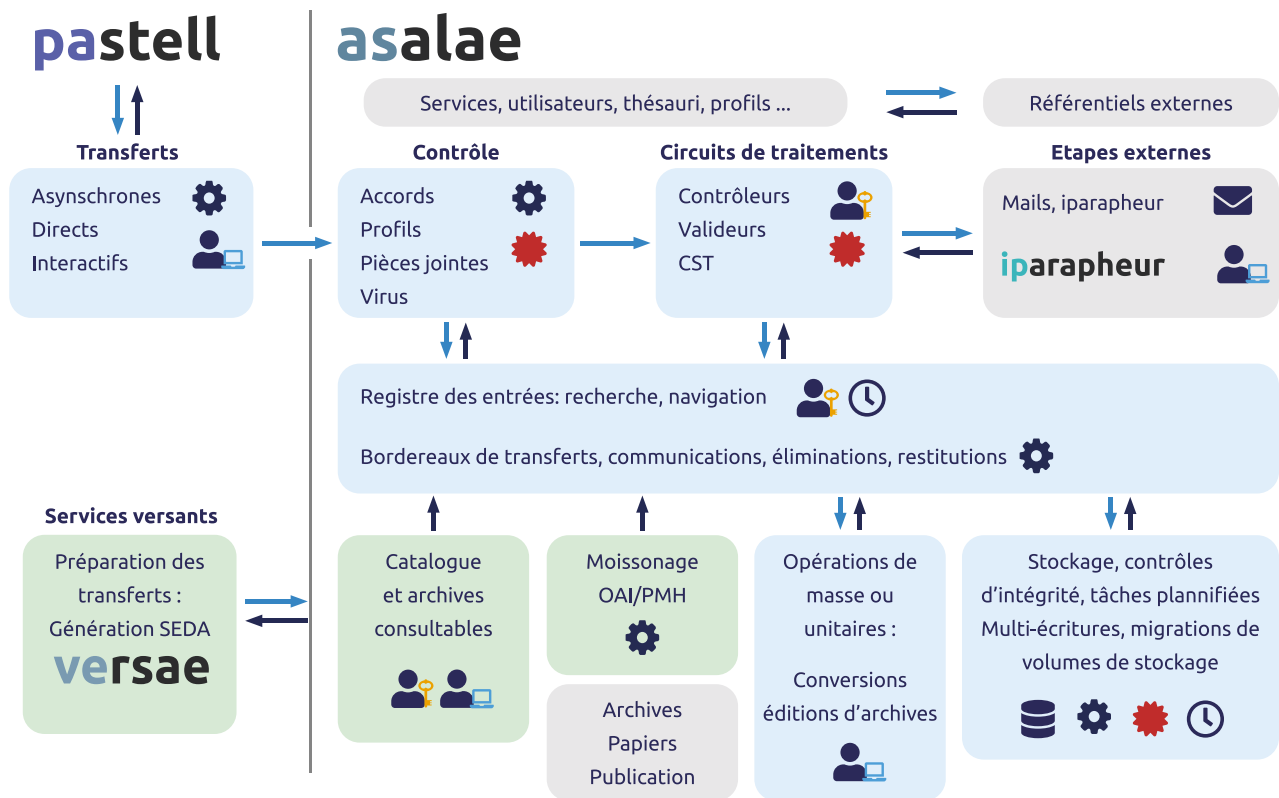 pastell
asalae
Services, utilisateurs, thésauri, profils ...
Référentiels externes
Transferts
Asynschrones
Directs
Interactifs
Contrôle
Accords
Profils
Pièces jointes
Virus
Circuits de traitements
Contrôleurs
Valideurs
CST
Etapes externes
Mails, iparapheur
iparapheur
Registre des entrées: recherche, navigation
Bordereaux de transferts, communications, éliminations, restitutions
Services versants
Préparation des
transferts :
Génération SEDA
versae
Catalogue
et archives
consultables
Moissonage
OAI/PMH
Archives
Papiers
Publication
Opérations de
masse ou
unitaires :
Conversions
éditions d’archives
Stockage, contrôles
d’intégrité, tâches plannifiées
Multi-écritures, migrations de
volumes de stockage